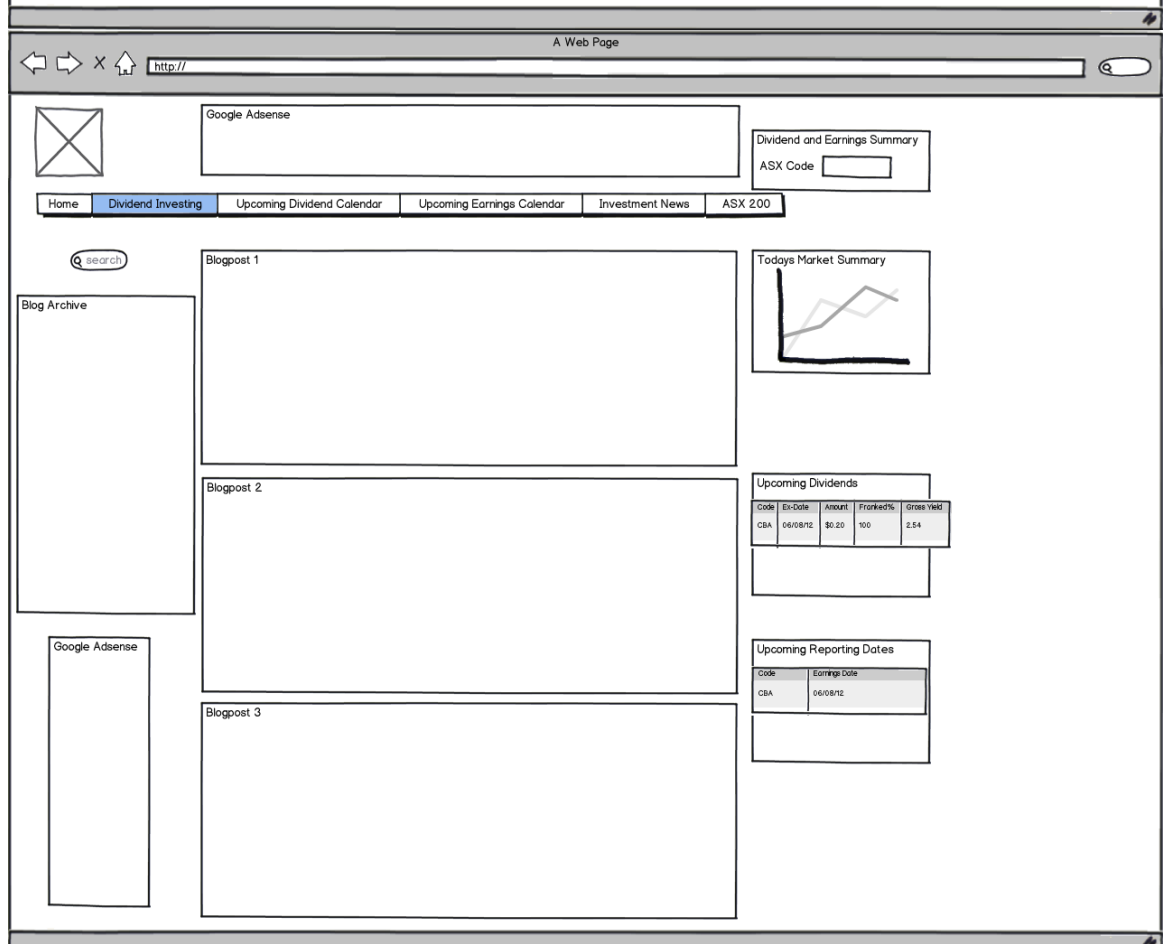 A Web Page
http://
Google Adsense
Dividend and Earnings Summary
ASX Code
Home Dividend Investing Upcoming Dividend Calendar Upcoming Earnings Calendar Investment News ASX 200
search
Blog Archive
Google Adsense
Blogpost 1
Blogpost 2
Blogpost 3
Todays Market Summary
Upcoming Dividends
Code Ex-Date Amount Franked% Gross Yield
CBA 06/08/12 $0.20 100 2.54
Upcoming Reporting Dates
Code Earnings Date
CBA 06/08/12